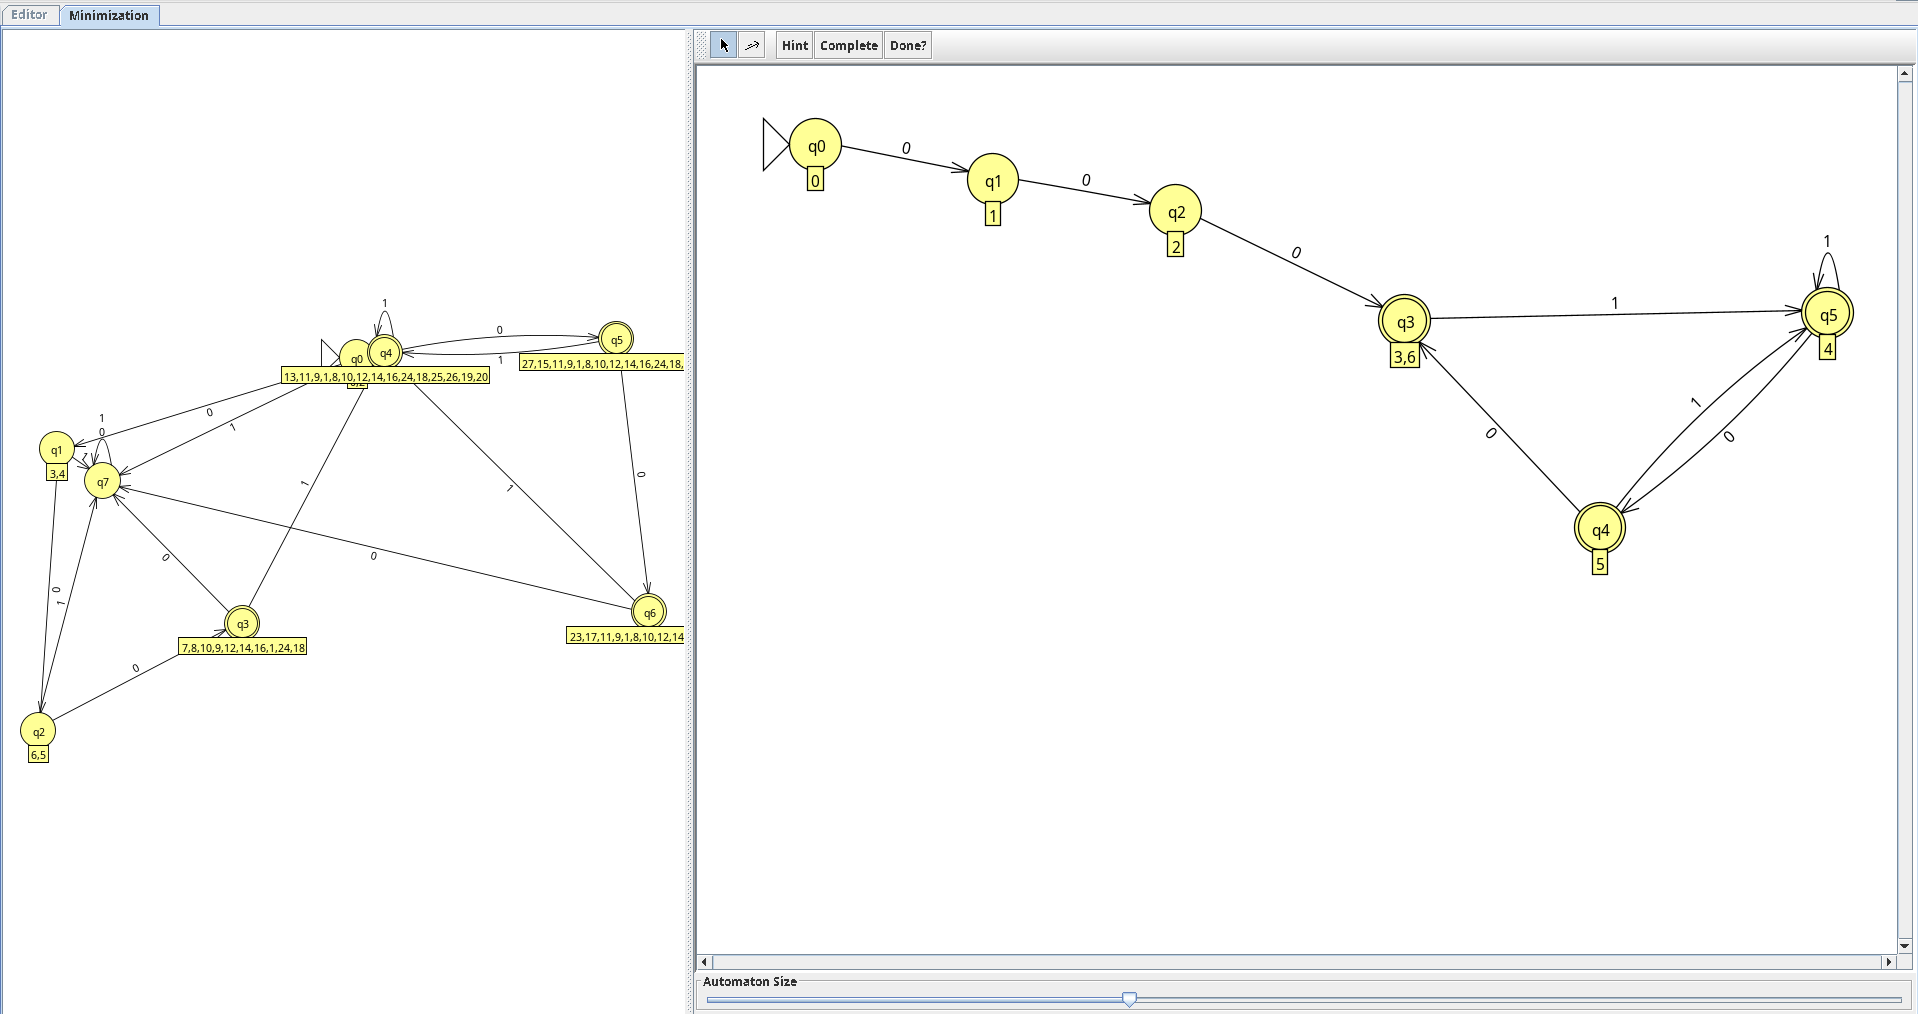 Editor Minimization
Hint Complete Done?
q0
0
0
q1
1
0
q2
2
0
q3
3,6
1
1
q5
4
1
0
0
q4
5
1
q0
q4
13,11,9,1,8,10,12,14,16,24,18,25,26,19,20
0
1
q5
27,15,11,9,1,8,10,12,14,16,24,18,
0
1
1
0
q1
3,4
1
q7
1
1
0
0
0
0
1
q3
7,8,10,9,12,14,16,1,24,18
q6
23,17,11,9,1,8,10,12,14
0
q2
6,5
Automaton Size